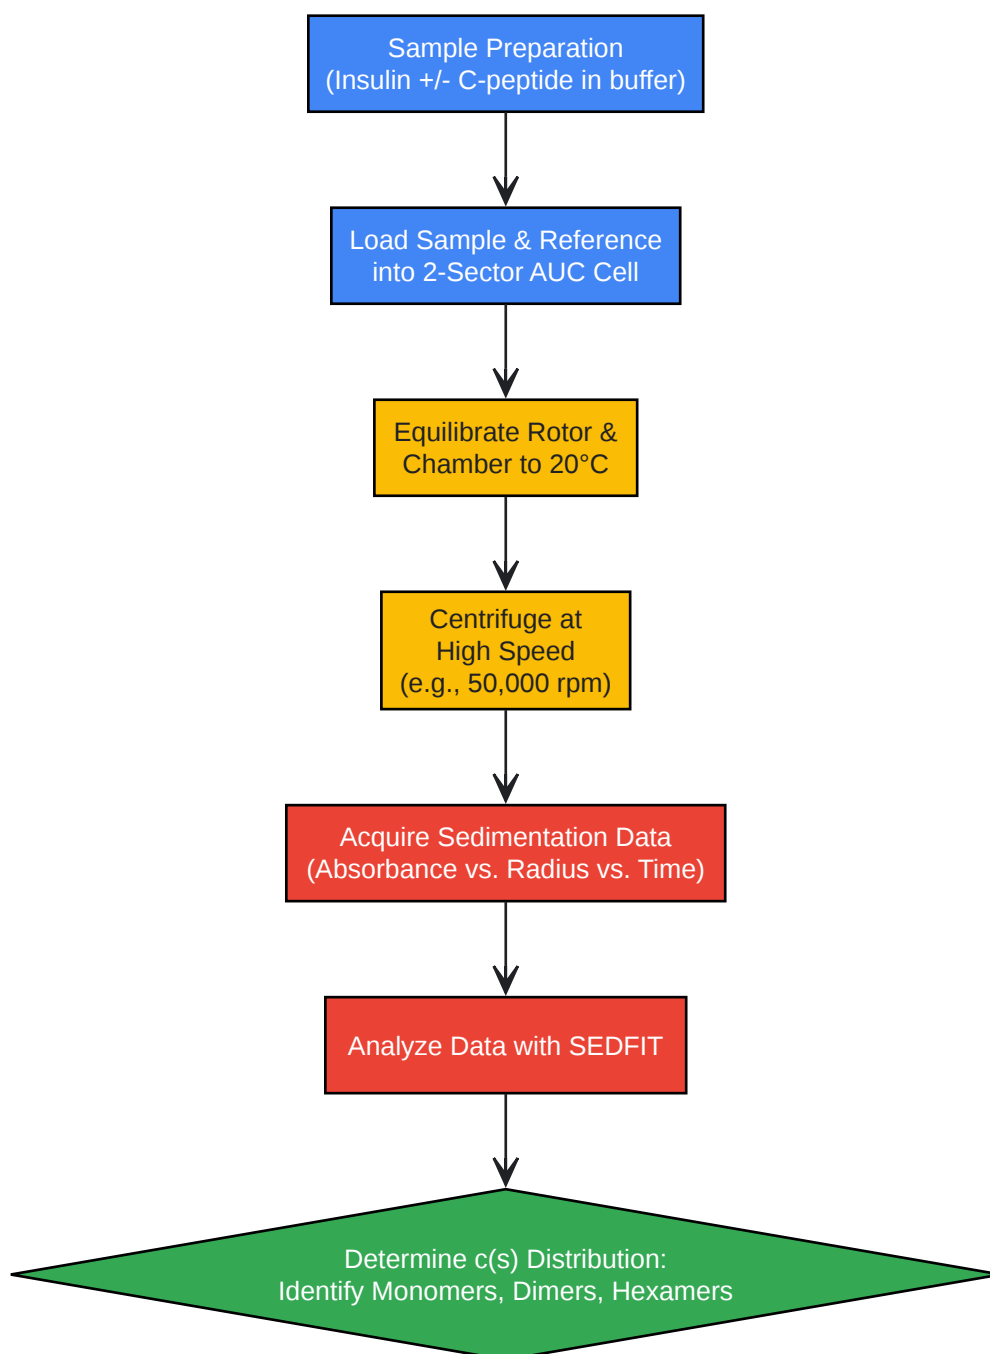 Sample Preparation
(Insulin +/- C-peptide in buffer)
Load Sample & Reference
into 2-Sector AUC Cell
Equilibrate Rotor &
Chamber to 20°C
Centrifuge at
High Speed
(e.g., 50,000 rpm)
Acquire Sedimentation Data
(Absorbance vs. Radius vs. Time)
Analyze Data with SEDFIT
Determine c(s) Distribution:
Identify Monomers, Dimers, Hexamers